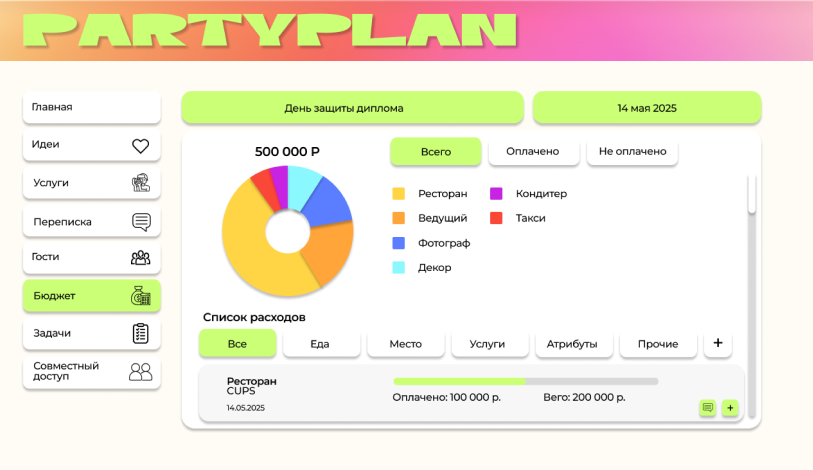 PARTYPLAN
Главная
Идеи
Услуги
Переписка
Гости
Бюджет
Задачи
Совместный
доступ
День защиты диплома
14 мая 2025
500 000 Р
Всего
Оплачено
Не оплачено
Ресторан
Кондитер
Ведущий
Такси
Фотограф
Декор
Список расходов
Все
Еда
Место
Услуги
Атрибуты
Прочие
+
Ресторан
CUPS
14.05.2025
Оплачено: 100 000 р.
Вего: 200 000 р.
+